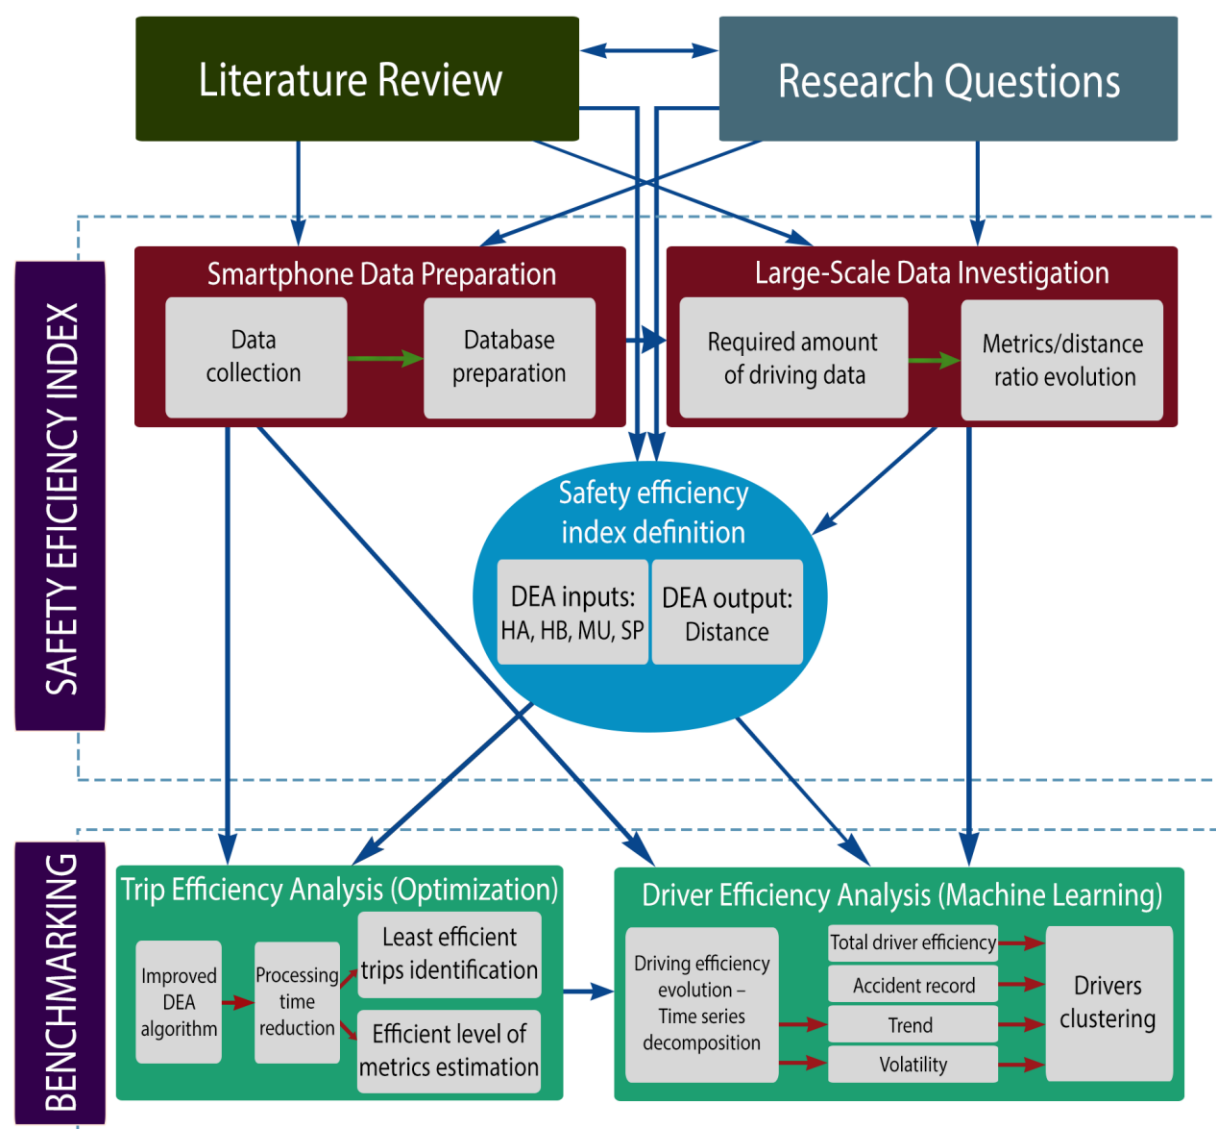 Literature Review
Research Questions
SAFETY EFICIENCY INDEX
Smartphone Data Preparation
Data
collection
Database
preparation
Large-Scale Data Investigation
Required amount
of driving data
Metrics/distance
ratio evolution
Safety efficiency
index definition
DEA inputs:
HA, HB, MU, SP
DEA output:
Distance
BENCHMARKING
Trip Efficiency Analysis (Optimization)
Improved
DEA
algorithm
Processing
time
reduction
Least efficient
trips identification
Efficient level of
metrics estimation
Driver Efficiency Analysis (Machine Learning)
Driving efficiency
evolution –
Time series
decomposition
Total driver efficiency
Accident record
Trend
Volatility
Drivers
clustering